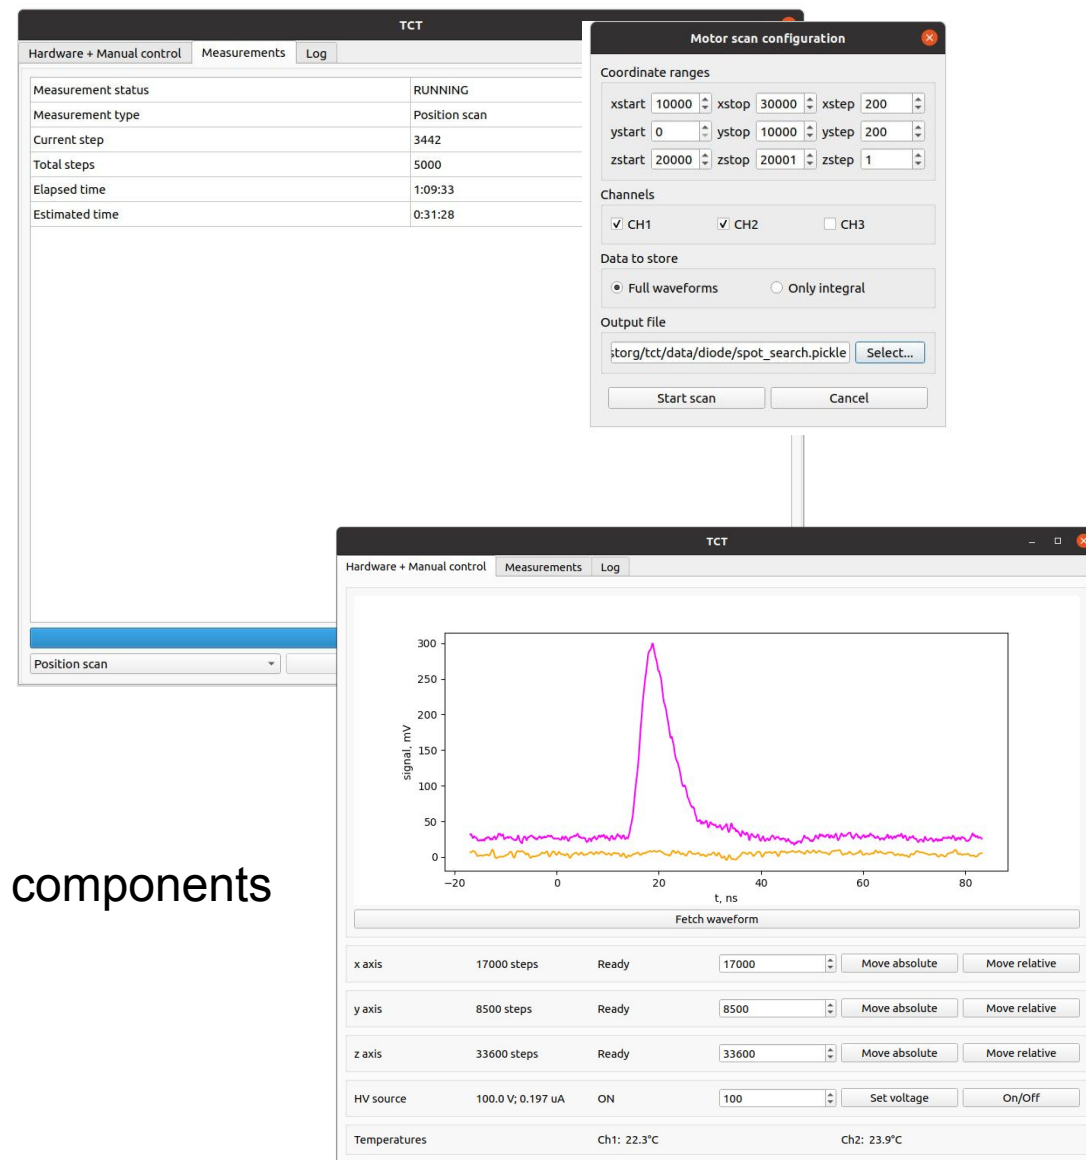 TCT
Hardware + Manual control Measurements Log
Measurement status RUNNING
Measurement type Position scan
Current step 3442
Total steps 5000
Elapsed time 1:09:33
Estimated time 0:31:28
Position scan
Motor scan configuration
Coordinate ranges
xstart 10000 xstop 30000 xstep 200
ystart 0 ystop 10000 ystep 200
zstart 20000 zstop 20001 zstep 1
Channels
CH1 CH2 CH3
Data to store
Full waveforms Only integral
Output file
storg/tct/data/diode/spot_search.pickle Select...
Start scan Cancel
TCT
Hardware + Manual control Measurements Log
300
250
200
150
100
50
0
signal, mV
−20 0 20 40 60 80
t, ns
Fetch waveform
x axis 17000 steps Ready 17000 Move absolute Move relative
y axis 8500 steps Ready 8500 Move absolute Move relative
z axis 33600 steps Ready 33600 Move absolute Move relative
HV source 100.0 V; 0.197 uA ON 100 Set voltage On/Off
Temperatures Ch1: 22.3°C Ch2: 23.9°C
components